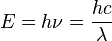 E = hν = hc/λ